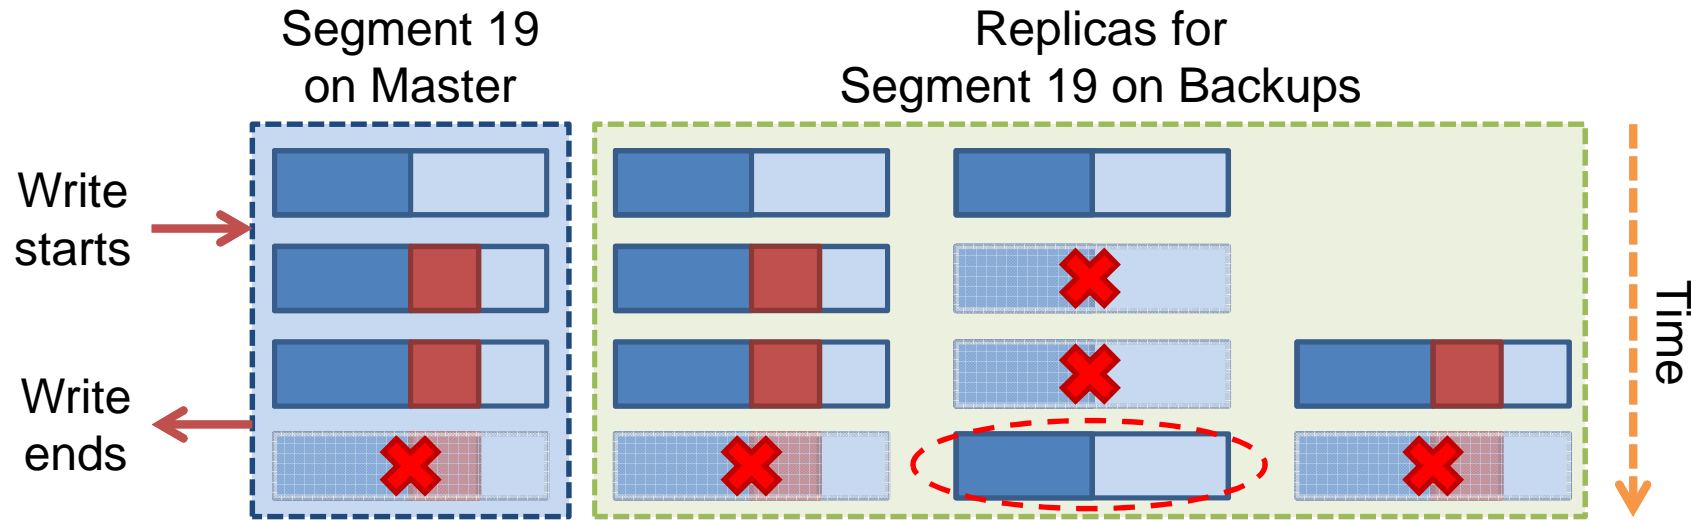 Segment 19
on Master
Replicas for
Segment 19 on Backups
Write
starts
Write
ends
Time